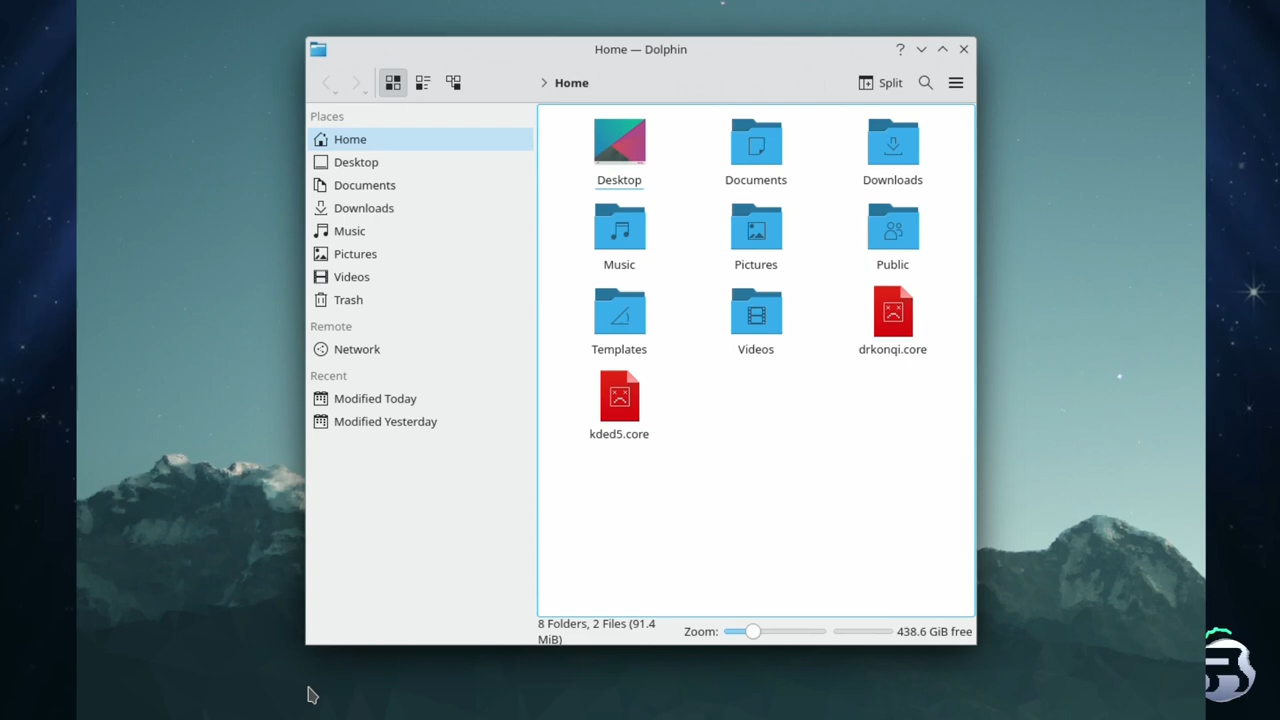 Home — Dolphin
Home
Split
Places
Home
Desktop
Documents
Downloads
Music
Pictures
Videos
Trash
Remote
Network
Recent
Modified Today
Modified Yesterday
Desktop
Documents
Downloads
Music
Pictures
Public
Templates
Videos
drkonqi.core
kded5.core
8 Folders, 2 Files (91.4
MiB)
Zoom:
438.6 GiB free